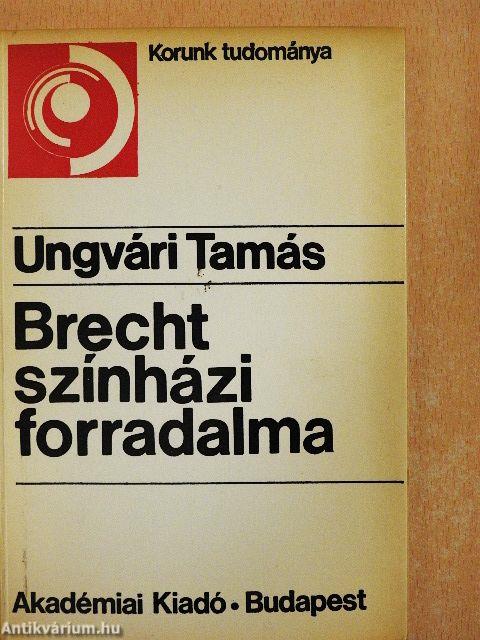 Korunk tudománya
Ungvári Tamás
Brecht
színházi
forradalma
Akadémiai Kiadó • Budapest
Antikvárium.hu